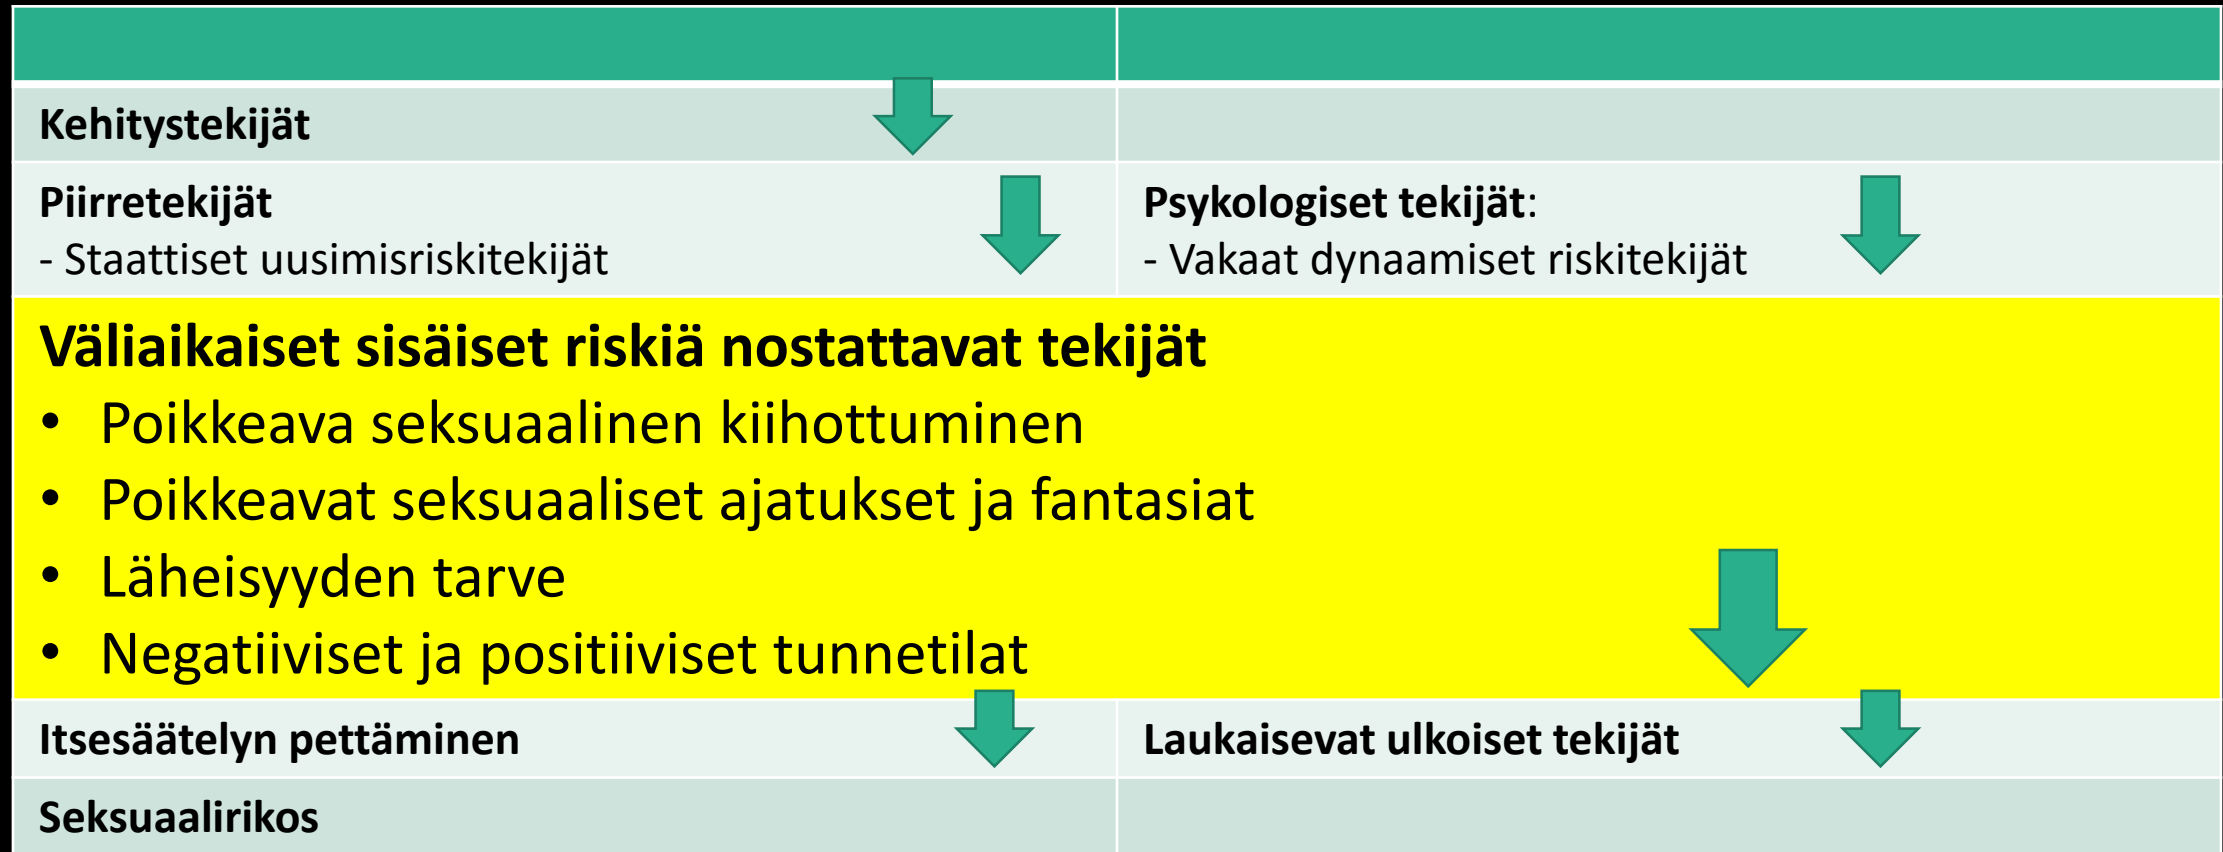 Kehitystekijät
Piirretekijät
- Staattiset uusimisriskitekijät
Psykologiset tekijät:
- Vakaat dynaamiset riskitekijät
Väliaikaiset sisäiset riskiä nostattavat tekijät
• Poikkeava seksuaalinen kiihottuminen
• Poikkeavat seksuaaliset ajatukset ja fantasiat
• Läheisyyden tarve
• Negatiiviset ja positiiviset tunnetilat
Itsesäätelyn pettäminen
Laukaisevat ulkoiset tekijät
Seksuaalirikos